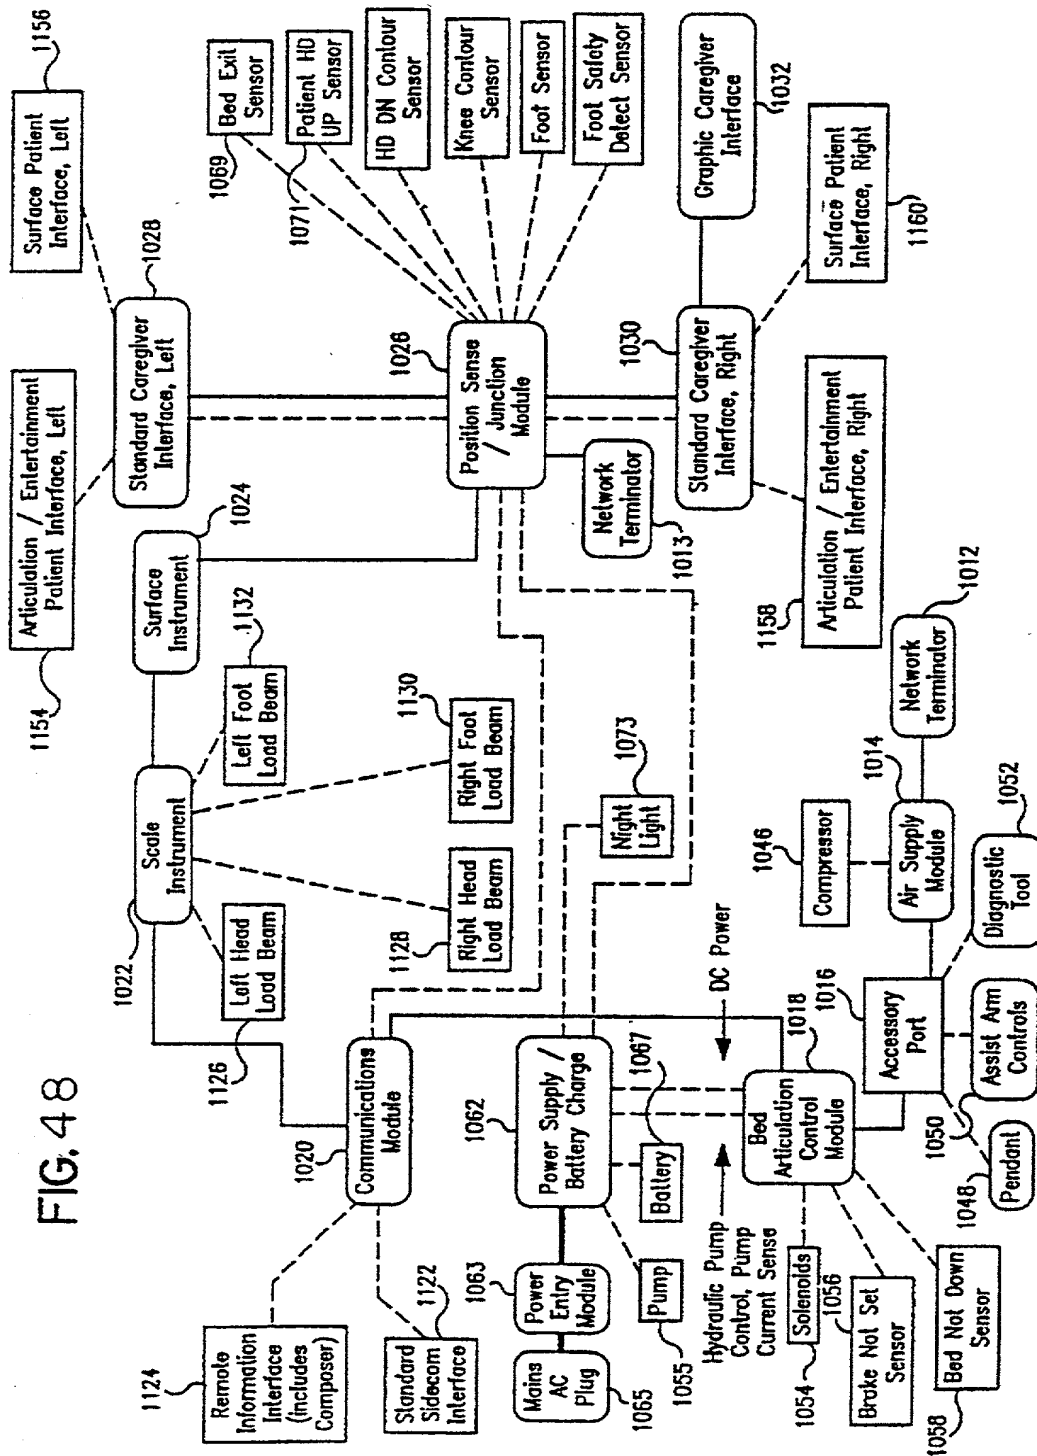 FIG. 48
1154
Articulation / Entertainment
Patient Interface, Left
1156
Surface Patient
Interface, Left
1028
Standard Caregiver
Interface, Left
1022
Scale
Instrument
Surface
Instrument
1024
1126
Left Head
Load Beam
1128
Right Head
Load Beam
Right Foot
Load Beam
1130
Left Foot
Load Beam
1132
1069
Bed Exit
Sensor
1071
Patient HD
UP Sensor
HD DN Contour
Sensor
Knee Contour
Sensor
Foot Sensor
Foot Safety
Detect Sensor
1026
Position Sense
/ Junction
Module
Network
Terminator
1013
1020
Communications
Module
1124
Remote
Information
Interface
(includes
Composer)
1122
Standard
Sidecom
Interface
1062
Power Supply /
Battery Charge
1063
Power
Entry
Module
Mains
AC
Plug
1065
Pump
1055
Battery
1067
Night
Light
1073
1030
Standard Caregiver
Interface, Right
Graphic Caregiver
Interface
1032
1158
Articulation / Entertainment
Patient Interface, Right
Surface Patient
Interface, Right
1160
Hydraulic Pump
Control, Pump
Current Sense
DC Power
1018
Bed
Articulation
Control
Module
Solenoids
1054
1056
Brake Not Set
Sensor
Bed Not Down
Sensor
1058
1016
Accessory
Port
1046
Compressor
1014
Air Supply
Module
Network
Terminator
1012
1048
Pendant
1050
Assist Arm
Controls
Diagnostic
Tool
1052